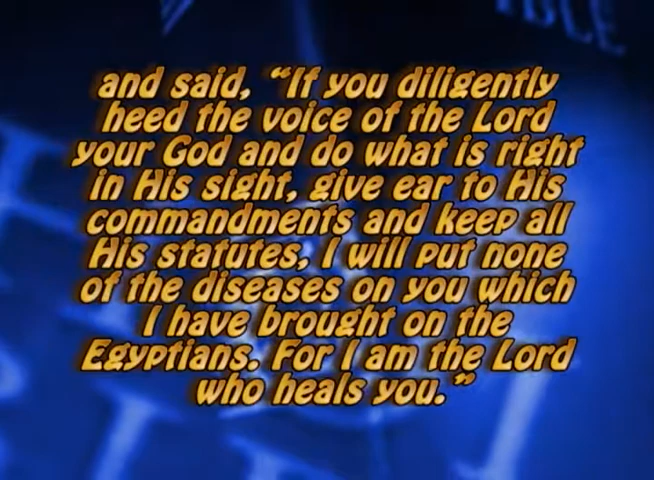 and said, “If you diligently
heed the voice of the Lord
your God and do what is right
in His sight, give ear to His
commandments and keep all
His statutes, I will put none
of the diseases on you which
I have brought on the
Egyptians. For I am the Lord
who heals you.”